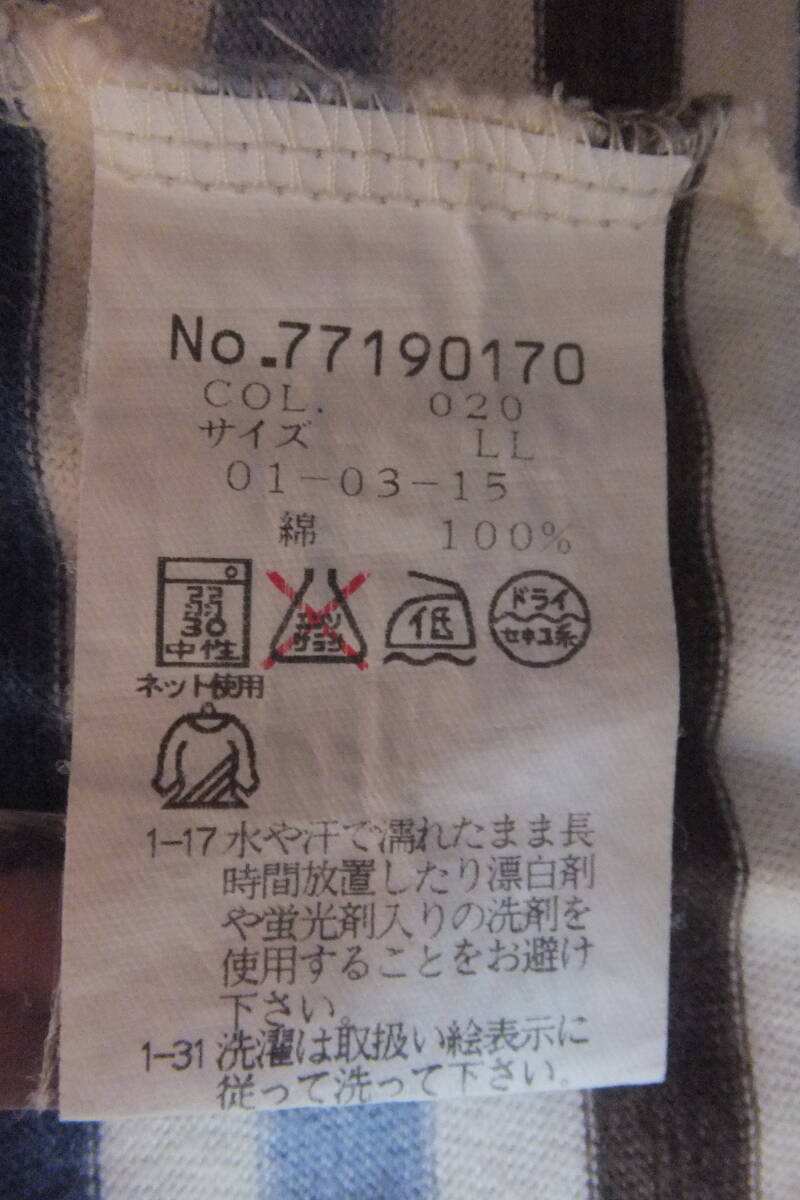 No.77190170
COL. 020
サイズ LL
01-03-15
綿 100%
30
中性
エンソ
サラシ
低
ドライ
セキユ系
ネット使用
1-17 水や汗で濡れたまま長
時間放置したり漂白剤
や蛍光剤入りの洗剤を
使用することをお避け
下さい。
1-31 洗濯は取扱い絵表示に
従って洗って下さい。